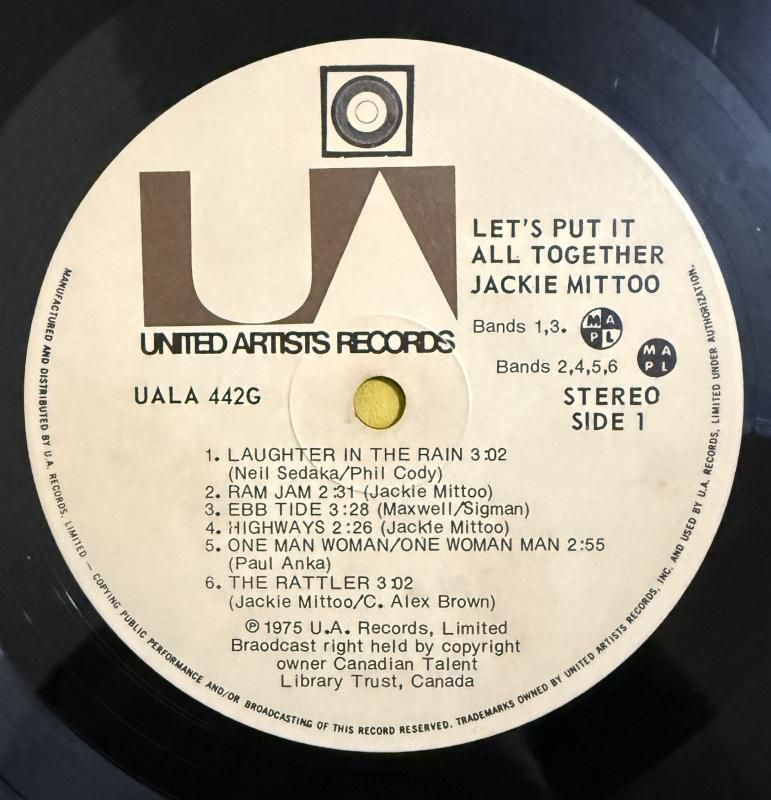 LET'S PUT IT
ALL TOGETHER
JACKIE MITTOO
UNITED ARTISTS RECORDS
Bands 1,3. M A P L
Bands 2,4,5,6 M A P L
UALA 442G
STEREO
SIDE 1
1. LAUGHTER IN THE RAIN 3:02
(Neil Sedaka/Phil Cody)
2. RAM JAM 2:31 (Jackie Mittoo)
3. EBB TIDE 3:28 (Maxwell/Sigman)
4. HIGHWAYS 2:26 (Jackie Mittoo)
5. ONE MAN WOMAN/ONE WOMAN MAN 2:55
(Paul Anka)
6. THE RATTLER 3:02
(Jackie Mittoo/C. Alex Brown)
℗ 1975 U.A. Records, Limited
Braodcast right held by copyright
owner Canadian Talent
Library Trust, Canada
MANUFACTURED AND DISTRIBUTED BY U.A. RECORDS, LIMITED — COPYING PUBLIC PERFORMANCE AND/OR BROADCASTING OF THIS RECORD RESERVED. TRADEMARKS OWNED BY UNITED ARTISTS RECORDS, INC. AND USED BY U.A. RECORDS, LIMITED UNDER AUTHORIZATION.